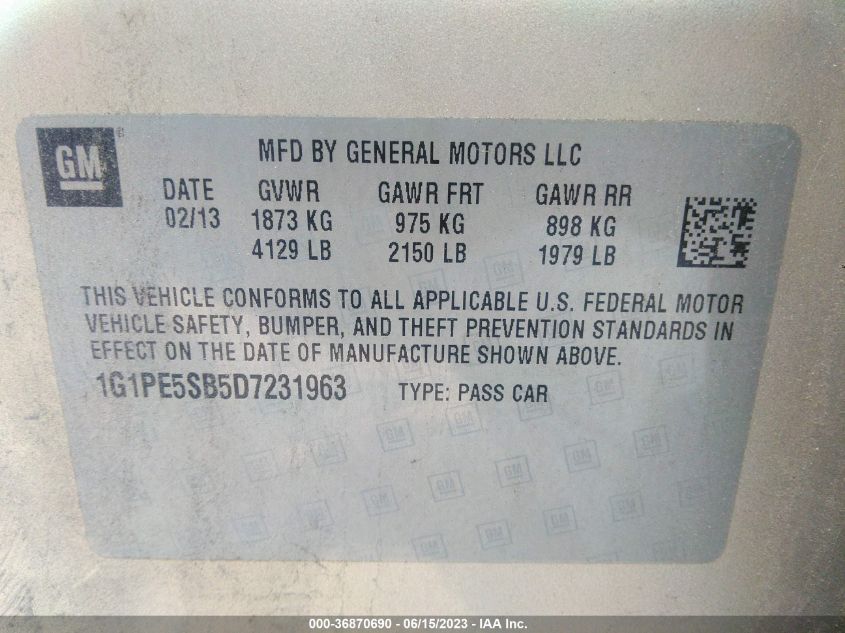 GM
MFD BY GENERAL MOTORS LLC
DATE GVWR GAWR FRT GAWR RR
02/13 1873 KG 975 KG 898 KG
4129 LB 2150 LB 1979 LB
THIS VEHICLE CONFORMS TO ALL APPLICABLE U.S. FEDERAL MOTOR
VEHICLE SAFETY, BUMPER, AND THEFT PREVENTION STANDARDS IN
EFFECT ON THE DATE OF MANUFACTURE SHOWN ABOVE.
1G1PE5SB5D7231963 TYPE: PASS CAR
000-36870690 - 06/15/2023 - IAA Inc.